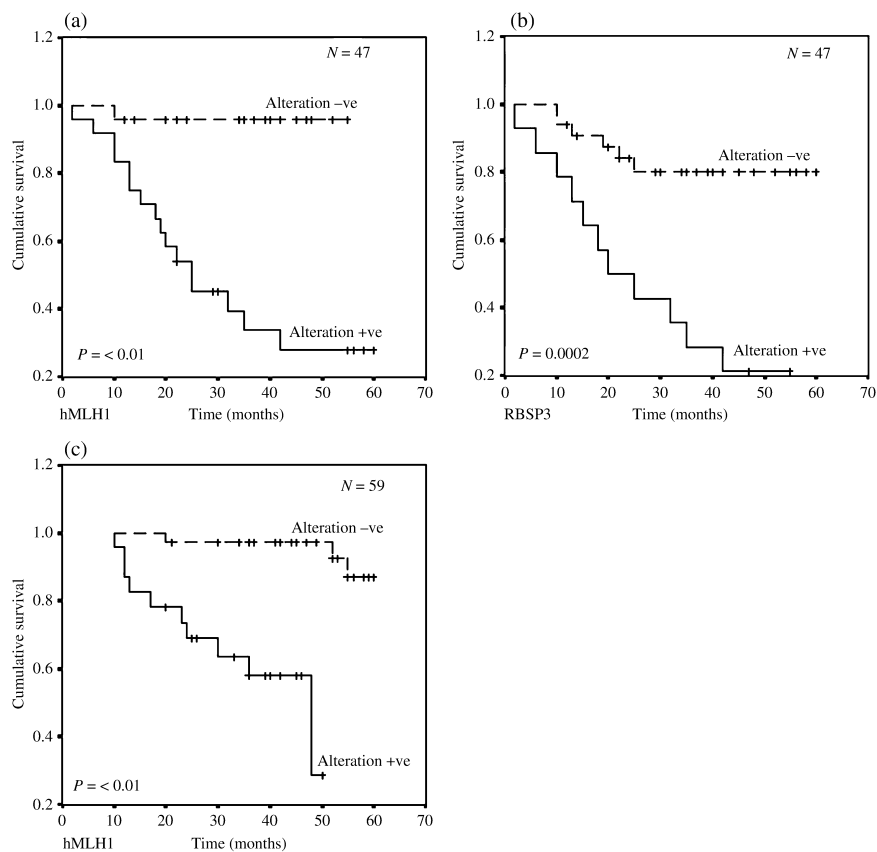 (a)
1.2
N = 47
1.0
Alteration –ve
0.8
Cumulative survival
0.6
0.4
Alteration +ve
P = < 0.01
0.2
0 10 20 30 40 50 60 70
hMLH1 Time (months)
(b)
1.2
N = 47
1.0
Alteration –ve
0.8
Cumulative survival
0.6
0.4
P = 0.0002
Alteration +ve
0.2
0 10 20 30 40 50 60 70
RBSP3 Time (months)
(c)
1.2
N = 59
1.0
Alteration –ve
0.8
Cumulative survival
0.6
0.4
Alteration +ve
P = < 0.01
0.2
0 10 20 30 40 50 60 70
hMLH1 Time (months)